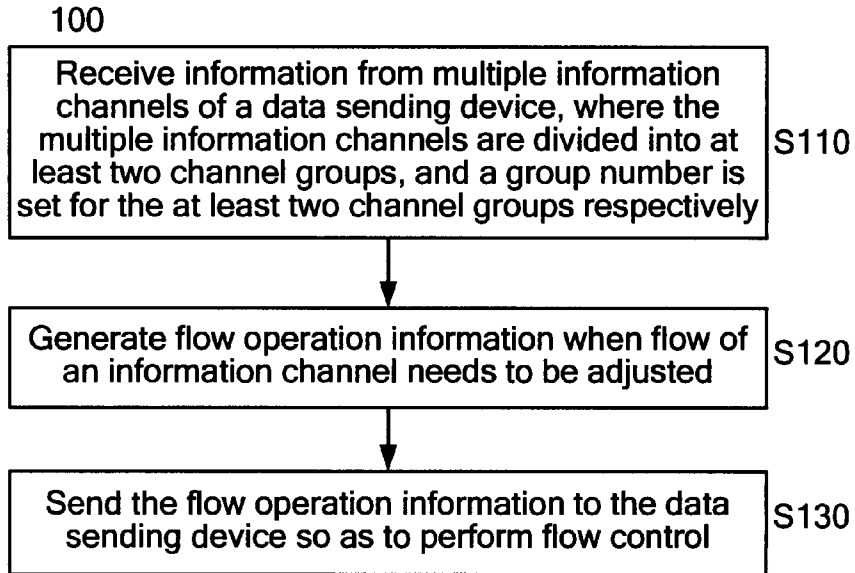 100
Receive information from multiple information
channels of a data sending device, where the
multiple information channels are divided into at
least two channel groups, and a group number is
set for the at least two channel groups respectively
S110
Generate flow operation information when flow of
an information channel needs to be adjusted
S120
Send the flow operation information to the data
sending device so as to perform flow control
S130